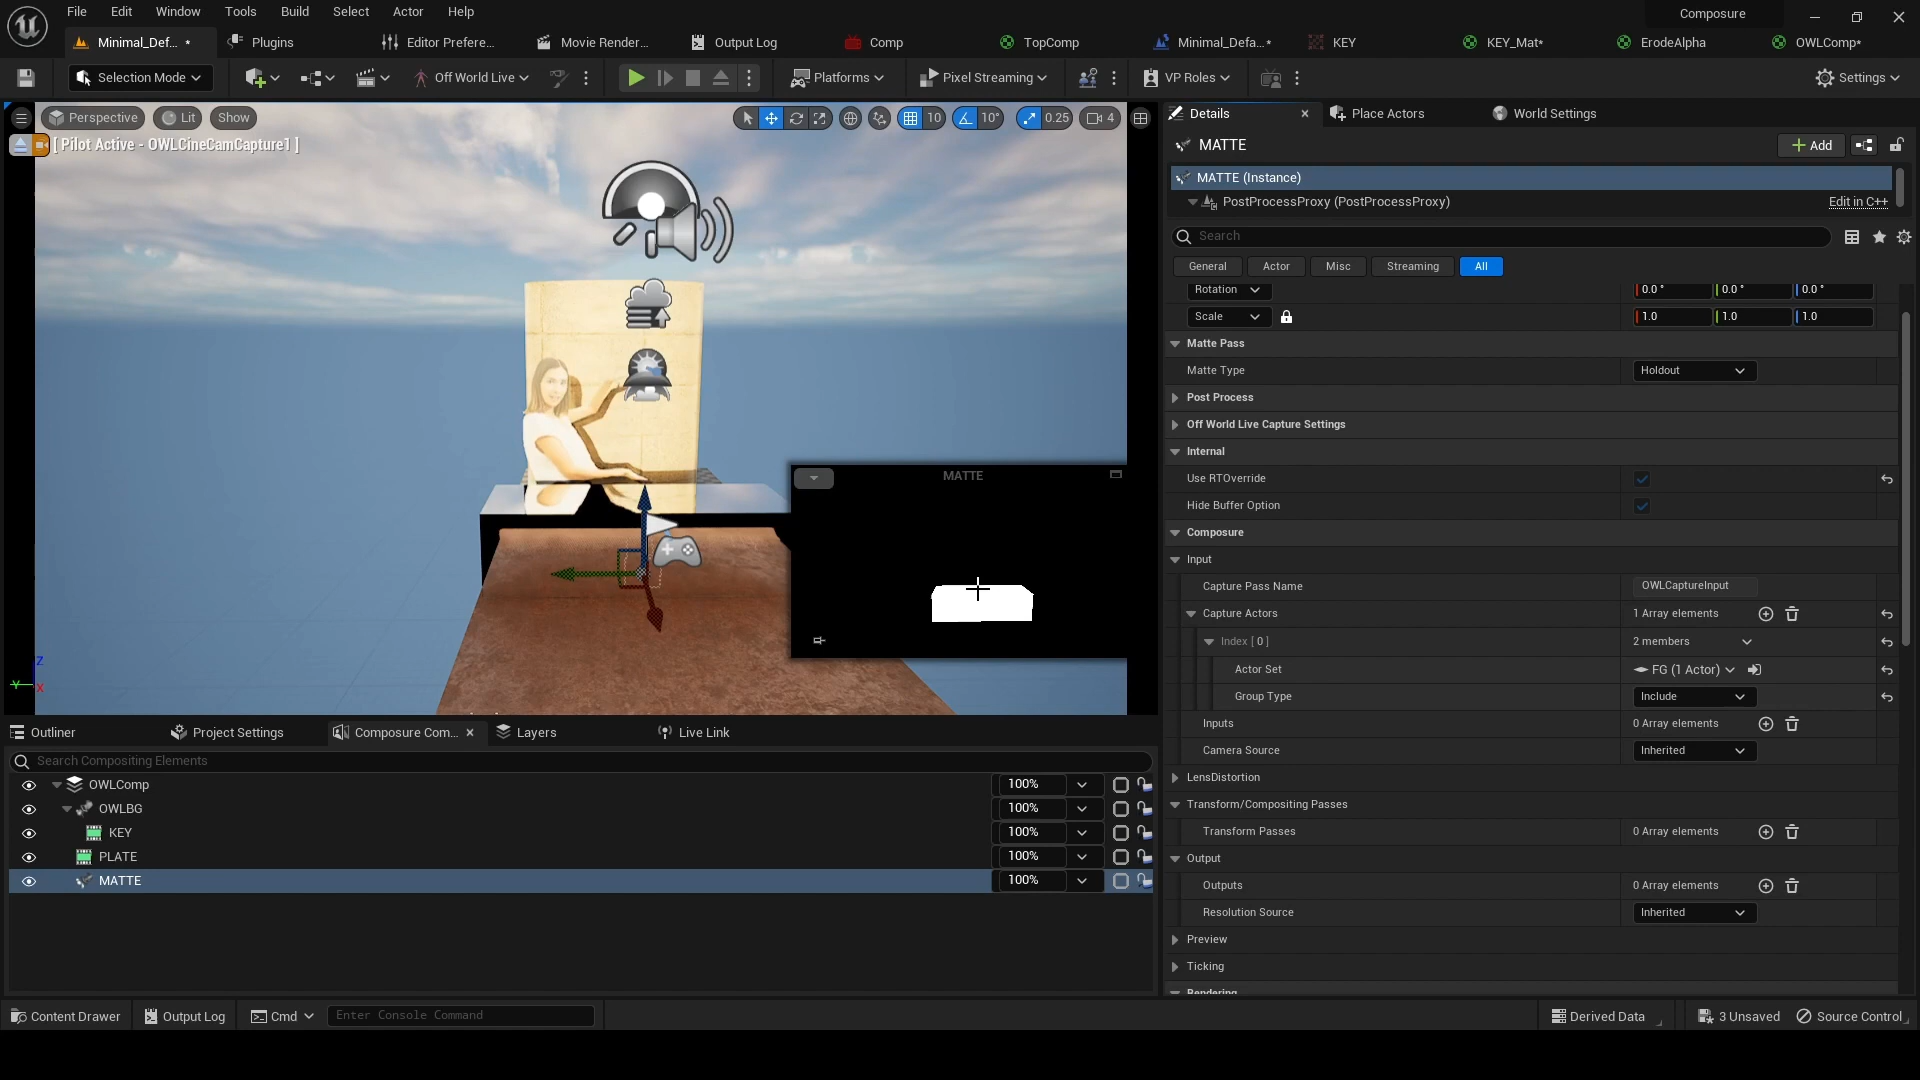 File Edit Window Tools Build Select Actor Help
Composure
Minimal_Def... *
Plugins
Editor Prefere...
Movie Render...
Output Log
Comp
TopComp
Minimal_Defa...*
KEY
KEY_Mat*
ErodeAlpha
OWLComp*
Selection Mode
Off World Live
Platforms
Pixel Streaming
VP Roles
Settings
Perspective
Lit
Show
10
10°
0.25
4
[ Pilot Active - OWLCineCamCapture1 ]
MATTE
Z
Y
X
Details
Place Actors
World Settings
MATTE
Add
MATTE (Instance)
PostProcessProxy (PostProcessProxy)
Edit in C++
Search
General
Actor
Misc
Streaming
All
Rotation
0.0 °
0.0 °
0.0 °
Scale
1.0
1.0
1.0
Matte Pass
Matte Type
Holdout
Post Process
Off World Live Capture Settings
Internal
Use RTOverride
Hide Buffer Option
Composure
Input
Capture Pass Name
OWLCaptureInput
Capture Actors
1 Array elements
Index [ 0 ]
2 members
Actor Set
FG (1 Actor)
Group Type
Include
Inputs
0 Array elements
Camera Source
Inherited
LensDistortion
Transform/Compositing Passes
Transform Passes
0 Array elements
Output
Outputs
0 Array elements
Resolution Source
Inherited
Preview
Ticking
Rendering
Outliner
Project Settings
Composure Com...
Layers
Live Link
Search Compositing Elements
OWLComp
100%
OWLBG
100%
KEY
100%
PLATE
100%
MATTE
100%
Content Drawer
Output Log
Cmd
Enter Console Command
Derived Data
3 Unsaved
Source Control